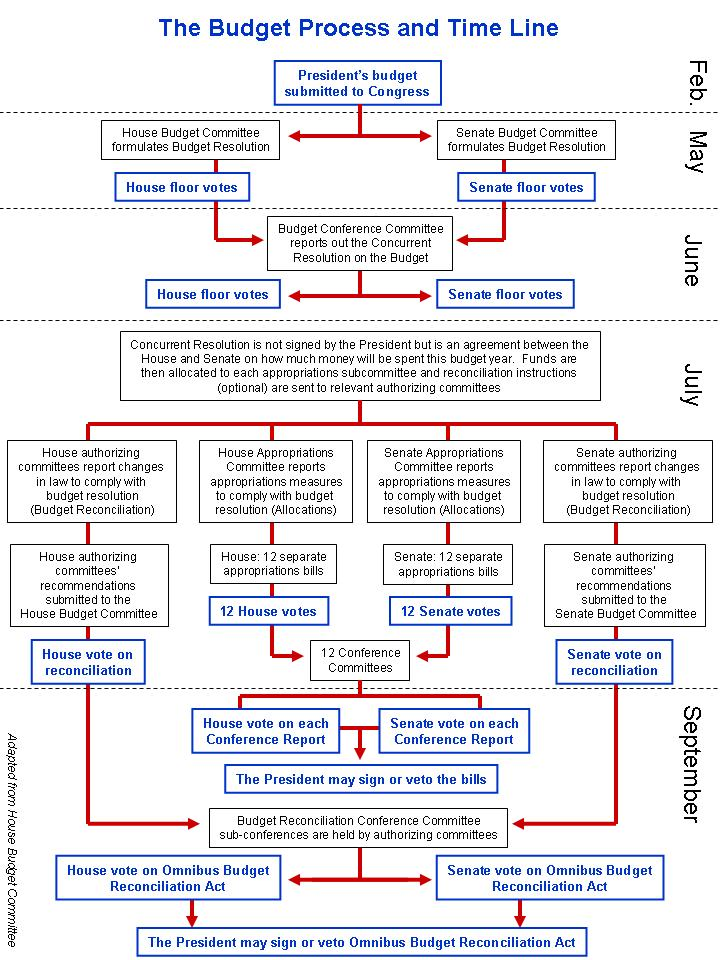 The Budget Process and Time Line
Feb.
President's budget
submitted to Congress
May
House Budget Committee
formulates Budget Resolution
Senate Budget Committee
formulates Budget Resolution
House floor votes
Senate floor votes
June
Budget Conference Committee
reports out the Concurrent
Resolution on the Budget
House floor votes
Senate floor votes
July
Concurrent Resolution is not signed by the President but is an agreement between the
House and Senate on how much money will be spent this budget year.  Funds are
then allocated to each appropriations subcommittee and reconciliation instructions
(optional) are sent to relevant authorizing committees
House authorizing
committees report changes
in law to comply with
budget resolution
(Budget Reconciliation)
House Appropriations
Committee reports
appropriations measures
to comply with budget
resolution (Allocations)
Senate Appropriations
Committee reports
appropriations measures
to comply with budget
resolution (Allocations)
Senate authorizing
committees report changes
in law to comply with
budget resolution
(Budget Reconciliation)
House authorizing
committees'
recommendations
submitted to the
House Budget Committee
House: 12 separate
appropriations bills
Senate: 12 separate
appropriations bills
Senate authorizing
committees'
recommendations
submitted to the
Senate Budget Committee
12 House votes
12 Senate votes
House vote on
reconciliation
12 Conference
Committees
Senate vote on
reconciliation
September
House vote on each
Conference Report
Senate vote on each
Conference Report
The President may sign or veto the bills
Budget Reconciliation Conference Committee
sub-conferences are held by authorizing committees
House vote on Omnibus Budget
Reconciliation Act
Senate vote on Omnibus Budget
Reconciliation Act
The President may sign or veto Omnibus Budget Reconciliation Act
Adapted from House Budget Committee